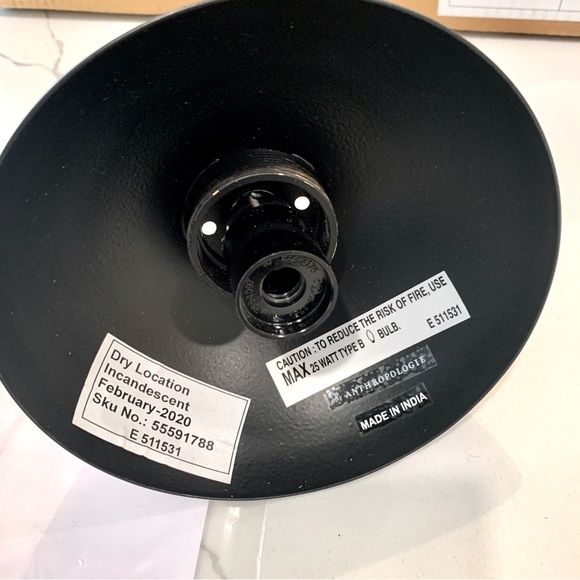 CAUTION : TO REDUCE THE RISK OF FIRE, USE
MAX 25 WATT TYPE B BULB. E 511531
ANTHROPOLOGIE
MADE IN INDIA
Dry Location
Incandescent
February-2020
Sku No.: 55591788
E 511531